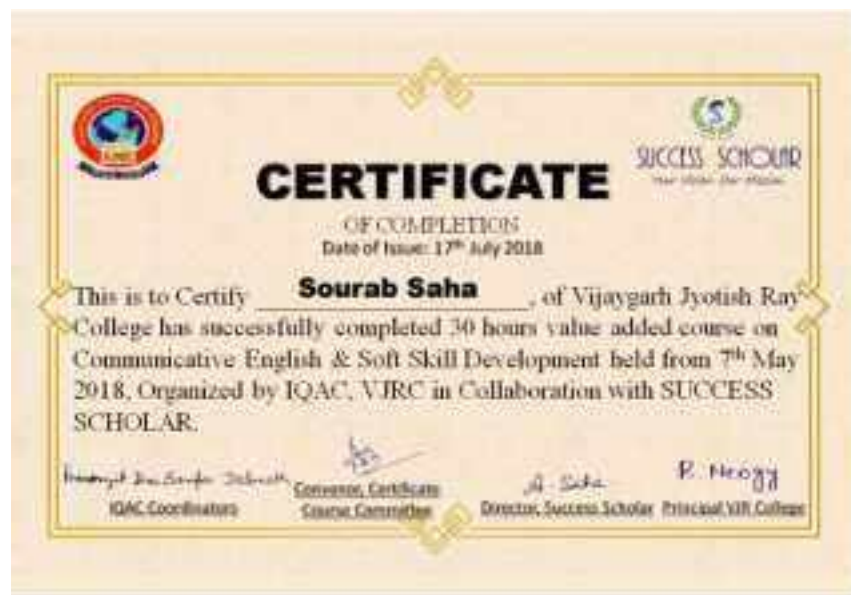 SUCCESS SCHOLAR
CERTIFICATE
OF COMPLETION
Date of Issue: 17th July 2018
This is to Certify Sourab Saha, of Vijaygarh Jyotish Ray
College has successfully completed 30 hours value added course on
Communicative English & Soft Skill Development held from 7th May
2018, Organized by IQAC, VJRC in Collaboration with SUCCESS
SCHOLAR.
A. Saha
P. Neogy
IQAC Coordinators
Convenor, Certificate
Course Committee
Director, Success Scholar
Principal VJR College